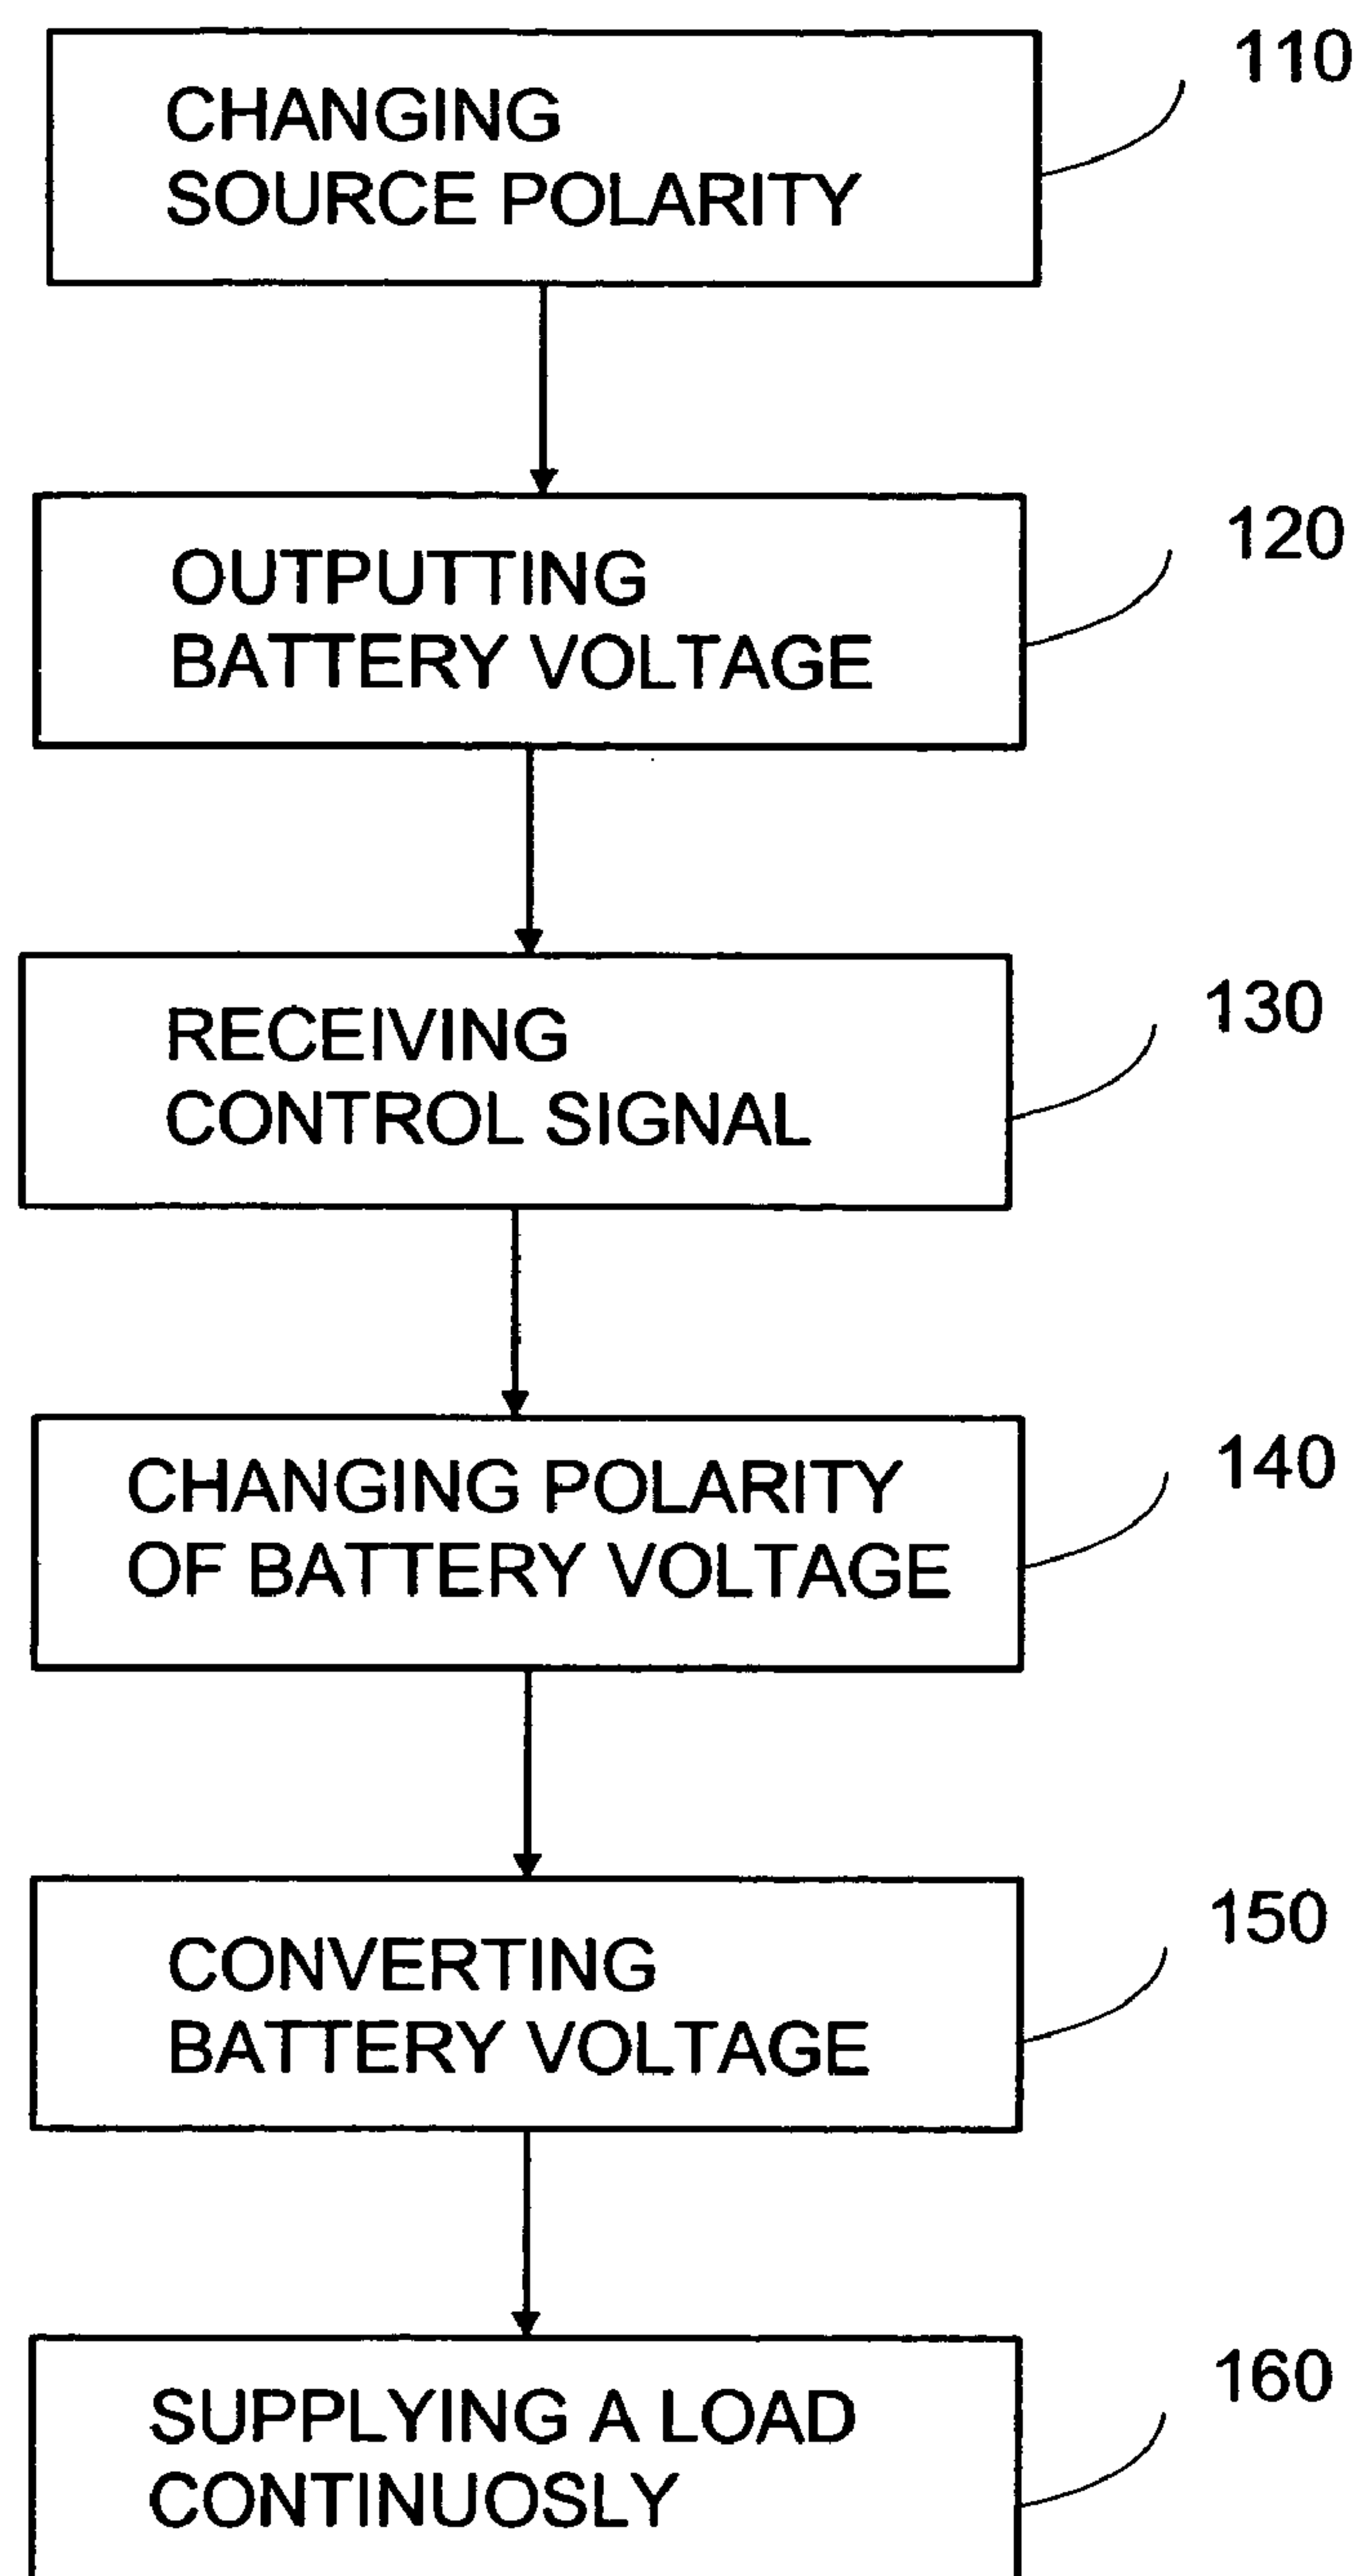 110
CHANGING
SOURCE POLARITY
120
OUTPUTTING
BATTERY VOLTAGE
130
RECEIVING
CONTROL SIGNAL
140
CHANGING POLARITY
OF BATTERY VOLTAGE
150
CONVERTING
BATTERY VOLTAGE
160
SUPPLYING A LOAD
CONTINUOSLY